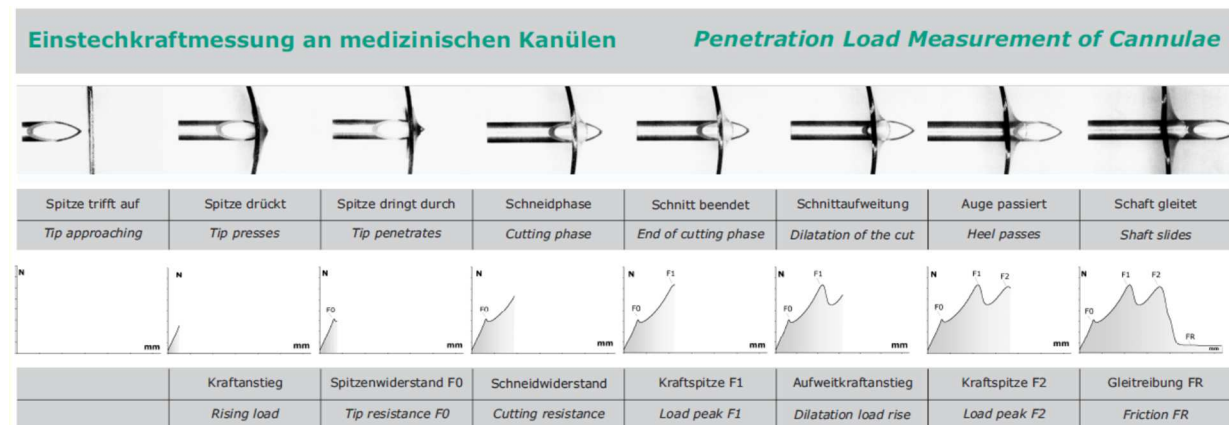 Einstechkraftmessung an medizinischen Kanülen
Penetration Load Measurement of Cannulae
Spitze trifft auf
Spitze drückt
Spitze dringt durch
Schneidphase
Schnitt beendet
Schnittaufweitung
Auge passiert
Schaft gleitet
Tip approaching
Tip presses
Tip penetrates
Cutting phase
End of cutting phase
Dilatation of the cut
Heel passes
Shaft slides
N
mm
N
mm
N
F0
mm
N
F0
mm
N
F0
F1
mm
N
F0
F1
mm
N
F0
F1
F2
mm
N
F0
F1
F2
FR
mm
Kraftanstieg
Spitzenwiderstand F0
Schneidwiderstand
Kraftspitze F1
Aufweitkraftanstieg
Kraftspitze F2
Gleitreibung FR
Rising load
Tip resistance F0
Cutting resistance
Load peak F1
Dilatation load rise
Load peak F2
Friction FR